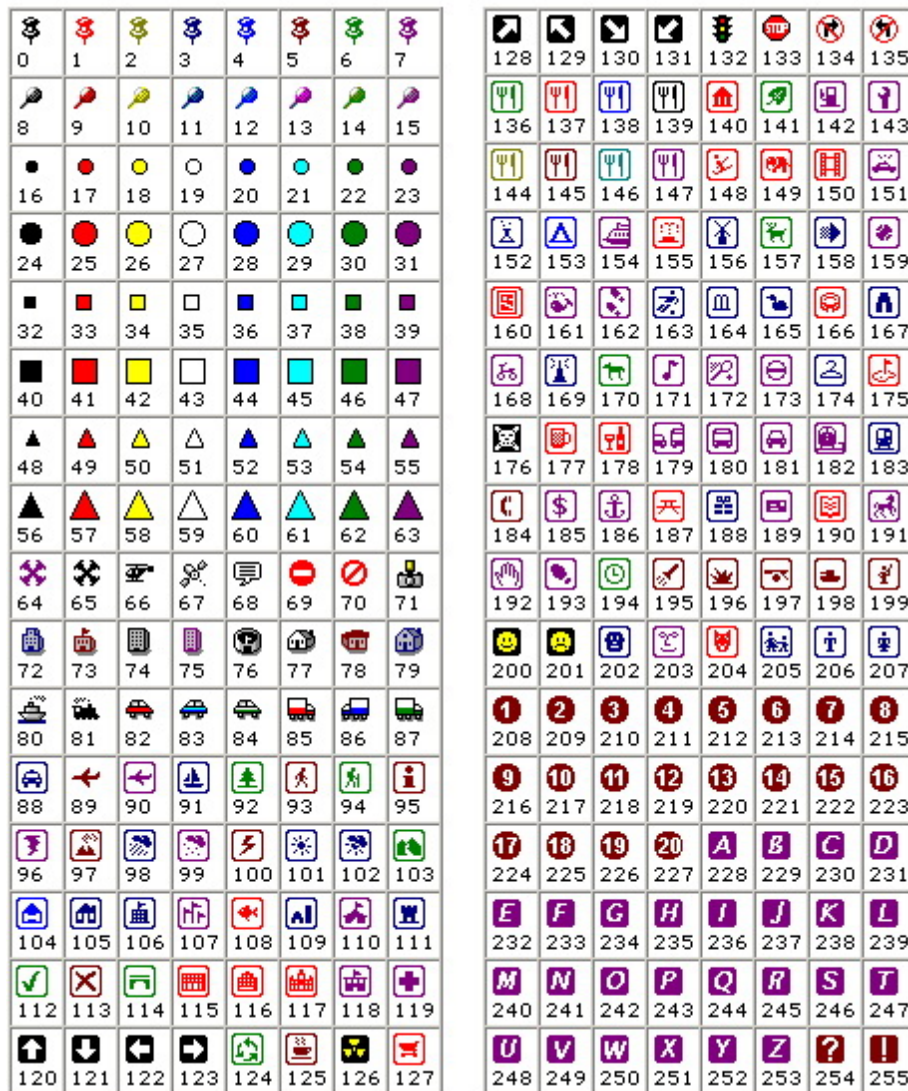 0 1 2 3 4 5 6 7
8 9 10 11 12 13 14 15
16 17 18 19 20 21 22 23
24 25 26 27 28 29 30 31
32 33 34 35 36 37 38 39
40 41 42 43 44 45 46 47
48 49 50 51 52 53 54 55
56 57 58 59 60 61 62 63
64 65 66 67 68 69 70 71
72 73 74 75 76 77 78 79
80 81 82 83 84 85 86 87
i
88 89 90 91 92 93 94 95
96 97 98 99 100 101 102 103
104 105 106 107 108 109 110 111
112 113 114 115 116 117 118 119
120 121 122 123 124 125 126 127
STOP
128 129 130 131 132 133 134 135
136 137 138 139 140 141 142 143
144 145 146 147 148 149 150 151
152 153 154 155 156 157 158 159
160 161 162 163 164 165 166 167
168 169 170 171 172 173 174 175
176 177 178 179 180 181 182 183
$
184 185 186 187 188 189 190 191
192 193 194 195 196 197 198 199
200 201 202 203 204 205 206 207
1 2 3 4 5 6 7 8
208 209 210 211 212 213 214 215
9 10 11 12 13 14 15 16
216 217 218 219 220 221 222 223
17 18 19 20 A B C D
224 225 226 227 228 229 230 231
E F G H I J K L
232 233 234 235 236 237 238 239
M N O P Q R S T
240 241 242 243 244 245 246 247
U V W X Y Z ? !
248 249 250 251 252 253 254 255